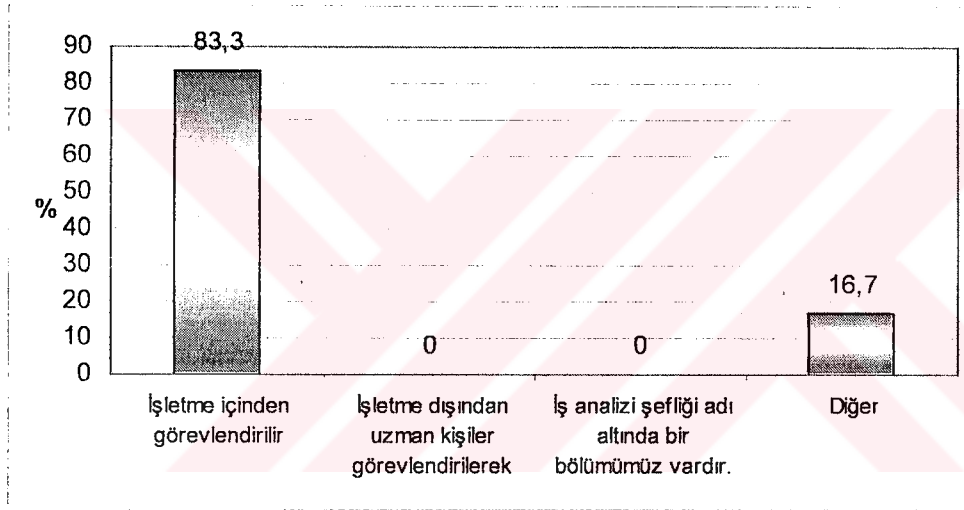 90
80
70
60
50
40
30
20
10
0
%
83,3
0
0
16,7
İşletme içinden
görevlendirilir
İşletme dışından
uzman kişiler
görevlendirilerek
İş analizi şefliği adı
altında bir
bölümümüz vardır.
Diğer